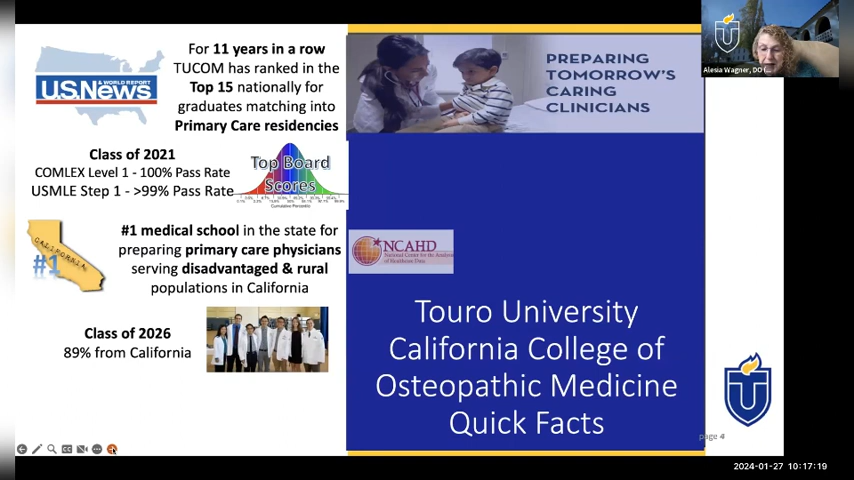 U.S.News
& WORLD REPORT
For 11 years in a row
TUCOM has ranked in the
Top 15 nationally for
graduates matching into
Primary Care residencies
Class of 2021
COMLEX Level 1 - 100% Pass Rate
USMLE Step 1 - >99% Pass Rate
Top Board
Scores
Cumulative Percentile
CALIFORNIA
#1
#1 medical school in the state for
preparing primary care physicians
serving disadvantaged & rural
populations in California
Class of 2026
89% from California
PREPARING
TOMORROW'S
CARING
CLINICIANS
NCAHD
National Center for the Analysis
of Healthcare Data
Touro University
California College of
Osteopathic Medicine
Quick Facts
page 4
Alesia Wagner, DO
2024-01-27 10:17:19